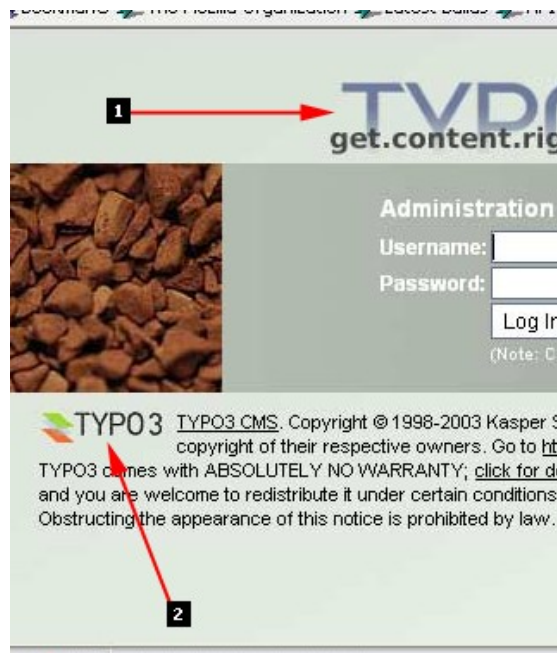 1
TYPO
get.content.rig
Administration
Username:
Password:
Log In
(Note: C
TYPO3 TYPO3 CMS. Copyright © 1998-2003 Kasper S
copyright of their respective owners. Go to ht
TYPO3 comes with ABSOLUTELY NO WARRANTY; click for de
and you are welcome to redistribute it under certain conditions
Obstructing the appearance of this notice is prohibited by law.
2